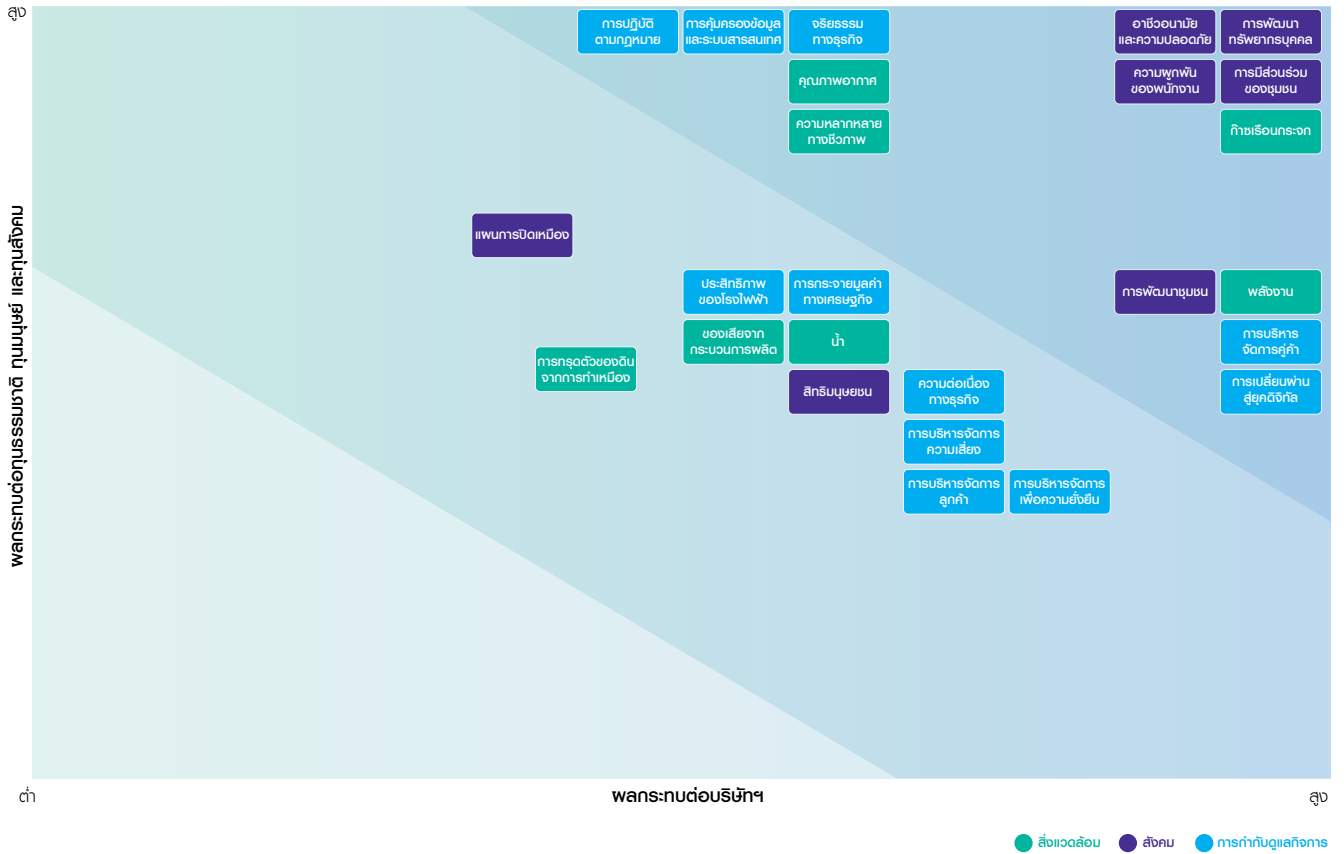 สูง
การปฏิบัติ
ตามกฎหมาย
การคุ้มครองข้อมูล
และระบบสารสนเทศ
จริยธรรม
ทางธุรกิจ
อาชีวอนามัย
และความปลอดภัย
การพัฒนา
ทรัพยากรบุคคล
คุณภาพอากาศ
ความผูกพัน
ของพนักงาน
การมีส่วนร่วม
ของชุมชน
ความหลากหลาย
ทางชีวภาพ
ก๊าซเรือนกระจก
แผนการปิดเหมือง
ผลกระทบต่อทุนธรรมชาติ ทุนมนุษย์ และทุนสังคม
ประสิทธิภาพ
ของโรงไฟฟ้า
การกระจายมูลค่า
ทางเศรษฐกิจ
การพัฒนาชุมชน
พลังงาน
ของเสียจาก
กระบวนการผลิต
น้ำ
การบริหาร
จัดการคู่ค้า
การทรุดตัวของดิน
จากการทำเหมือง
สิทธิมนุษยชน
ความต่อเนื่อง
ทางธุรกิจ
การเปลี่ยนผ่าน
สู่ยุคดิจิทัล
การบริหารจัดการ
ความเสี่ยง
การบริหารจัดการ
ลูกค้า
การบริหารจัดการ
เพื่อความยั่งยืน
ต่ำ
ผลกระทบต่อบริษัทฯ
สูง
สิ่งแวดล้อม
สังคม
การกำกับดูแลกิจการ